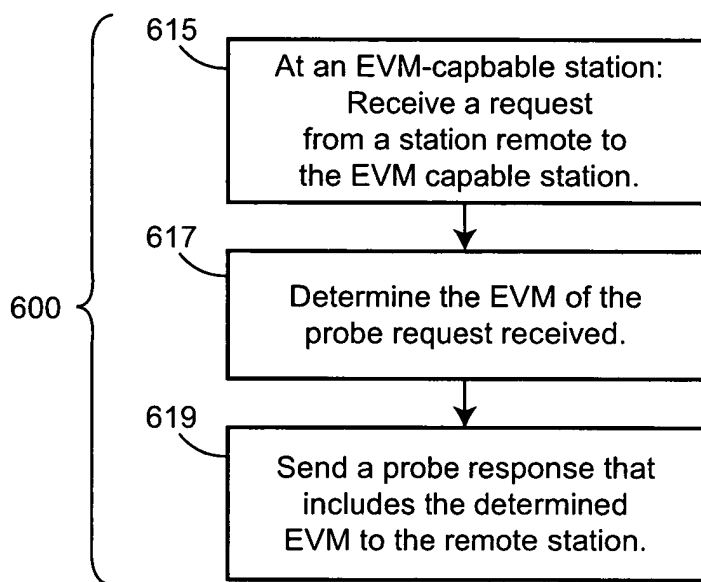 615
At an EVM-capbable station:
Receive a request
from a station remote to
the EVM capable station.
617
Determine the EVM of the
probe request received.
600
619
Send a probe response that
includes the determined
EVM to the remote station.